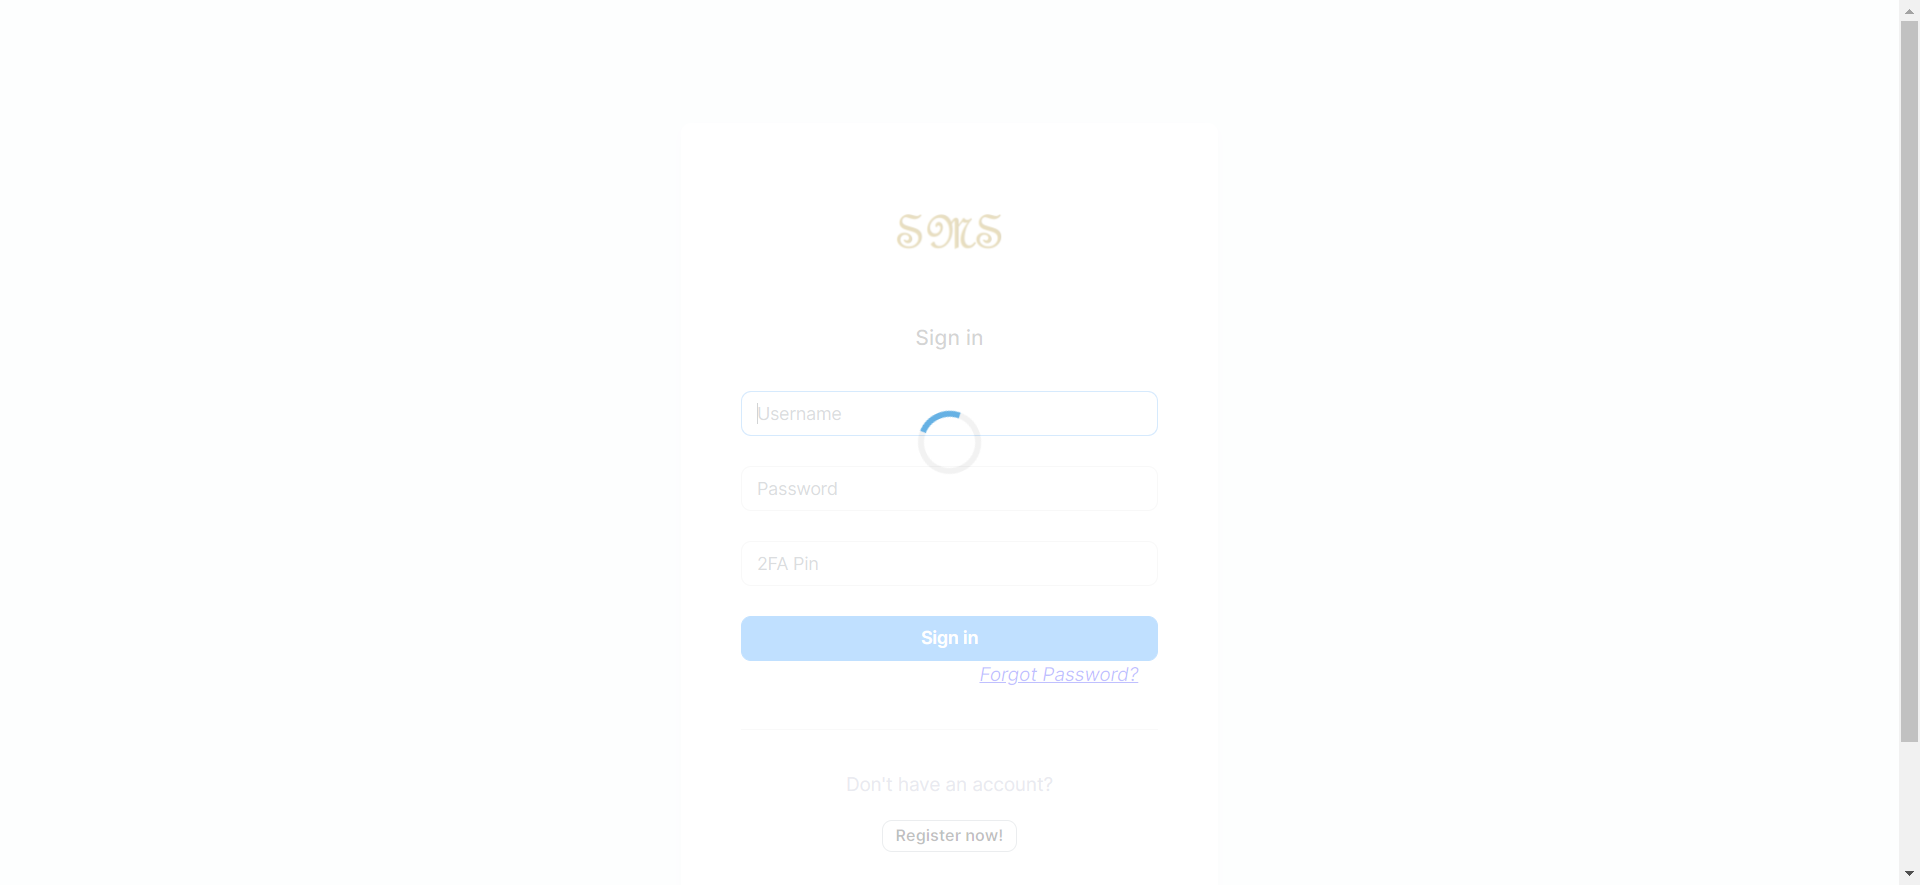 SMS
Sign in
Username
Password
2FA Pin
Sign in
Forgot Password?
Don't have an account?
Register now!